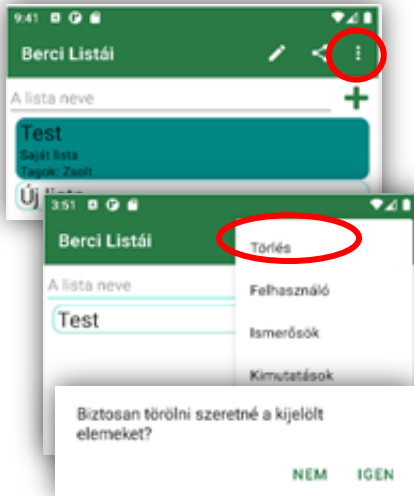 9:41
Berci Listái
A lista neve
Test
Saját lista
Tagok: Zsolt
Új lista
3:51
Berci Listái
Törlés
A lista neve
Felhasználó
Test
Ismerősök
Kimutatások
Biztosan törölni szeretné a kijelölt
elemeket?
NEM IGEN